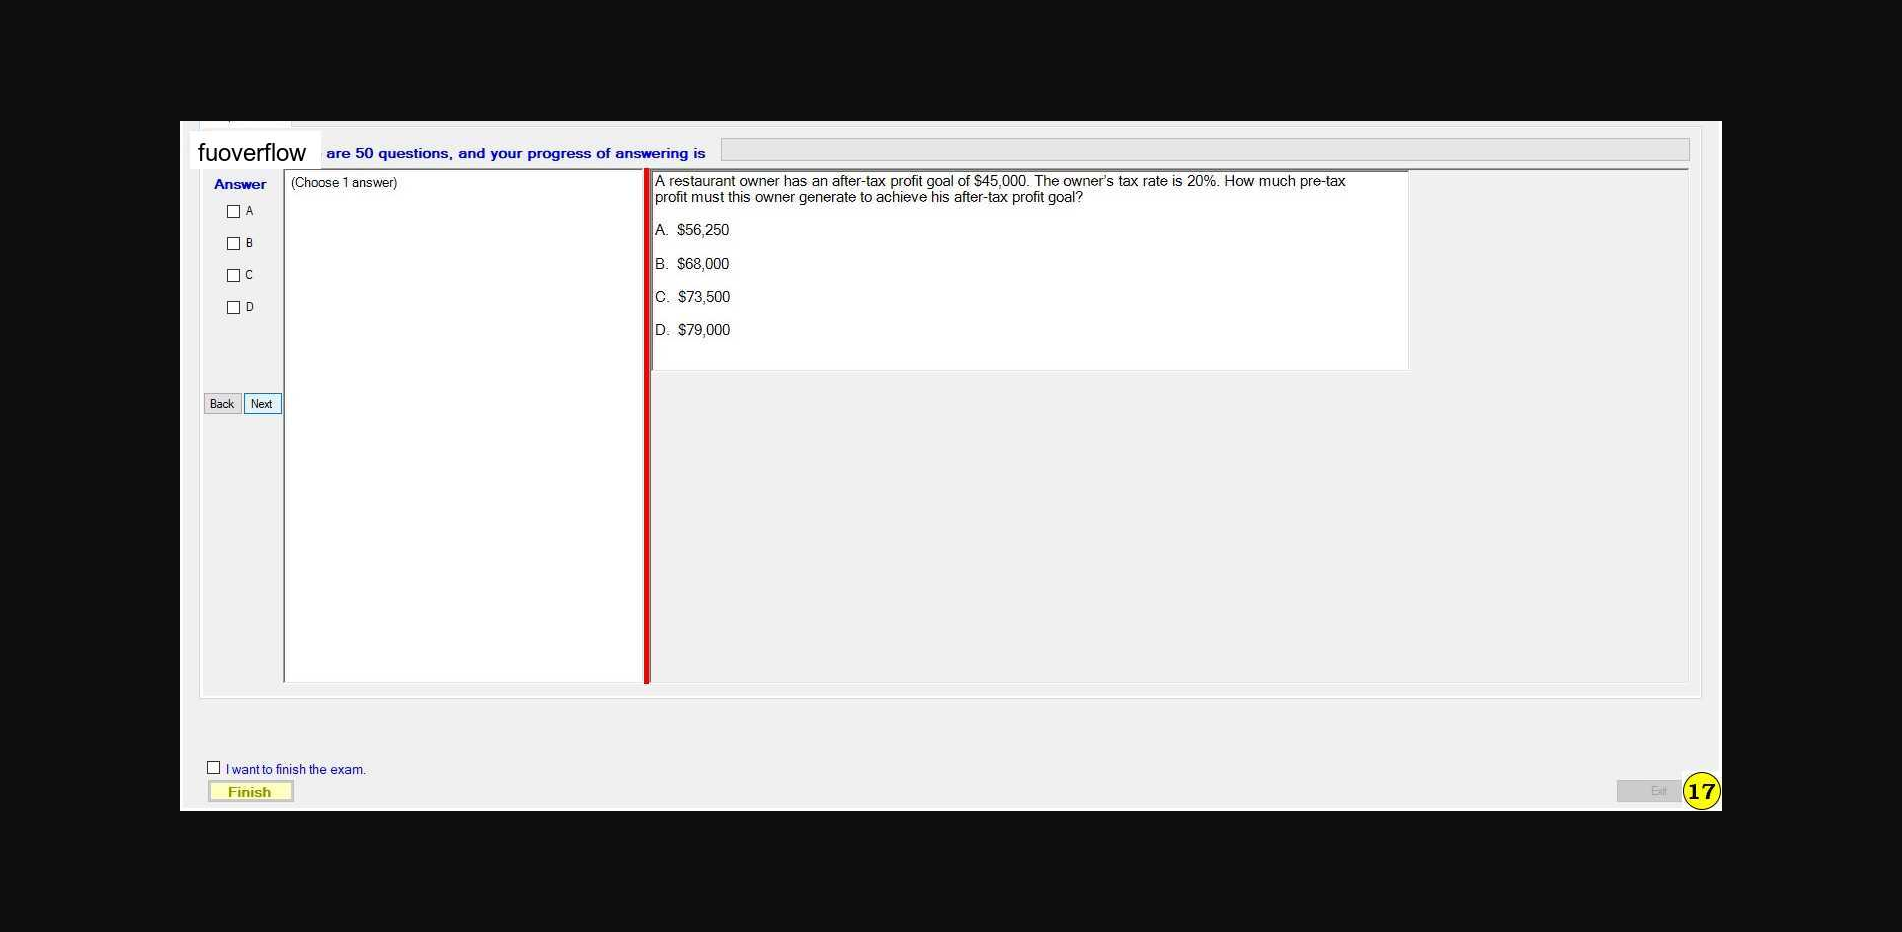 fuoverflow are 50 questions, and your progress of answering is
Answer
A
B
C
D
Back Next
(Choose 1 answer)
A restaurant owner has an after-tax profit goal of $45,000. The owner's tax rate is 20%. How much pre-tax
profit must this owner generate to achieve his after-tax profit goal?
A. $56,250
B. $68,000
C. $73,500
D. $79,000
I want to finish the exam.
Finish
Exit
17